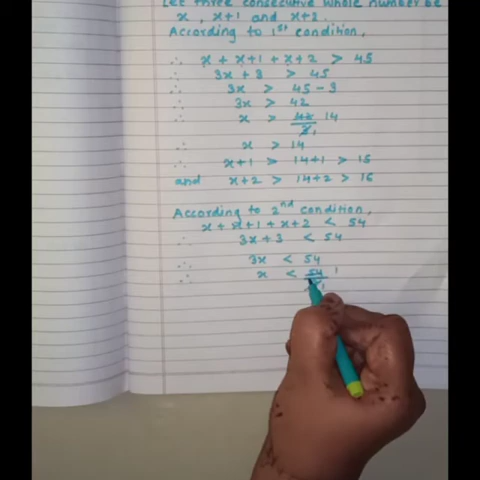 Let three consecutive whole number be
x, x+1 and x+2.
According to 1st condition,
∴ x + x+1 + x+2 > 45
∴ 3x + 3 > 45
∴ 3x > 45 - 3
∴ 3x > 42
∴ x > 42/3 14
∴ x > 14
∴ x+1 > 14+1 > 15
and x+2 > 14+2 > 16
According to 2nd condition,
x + x+1 + x+2 < 54
∴ 3x+3 < 54
∴ 3x < 54
∴ x < 54